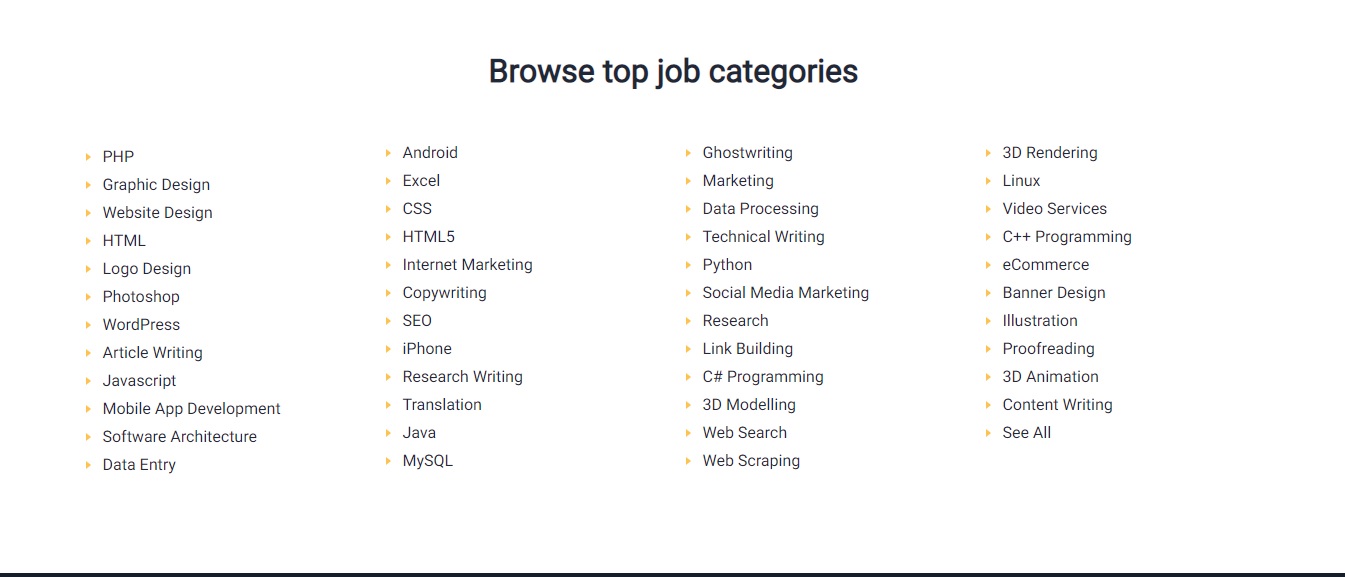 Browse top job categories
PHP
Graphic Design
Website Design
HTML
Logo Design
Photoshop
WordPress
Article Writing
Javascript
Mobile App Development
Software Architecture
Data Entry
Android
Excel
CSS
HTML5
Internet Marketing
Copywriting
SEO
iPhone
Research Writing
Translation
Java
MySQL
Ghostwriting
Marketing
Data Processing
Technical Writing
Python
Social Media Marketing
Research
Link Building
C# Programming
3D Modelling
Web Search
Web Scraping
3D Rendering
Linux
Video Services
C++ Programming
eCommerce
Banner Design
Illustration
Proofreading
3D Animation
Content Writing
See All